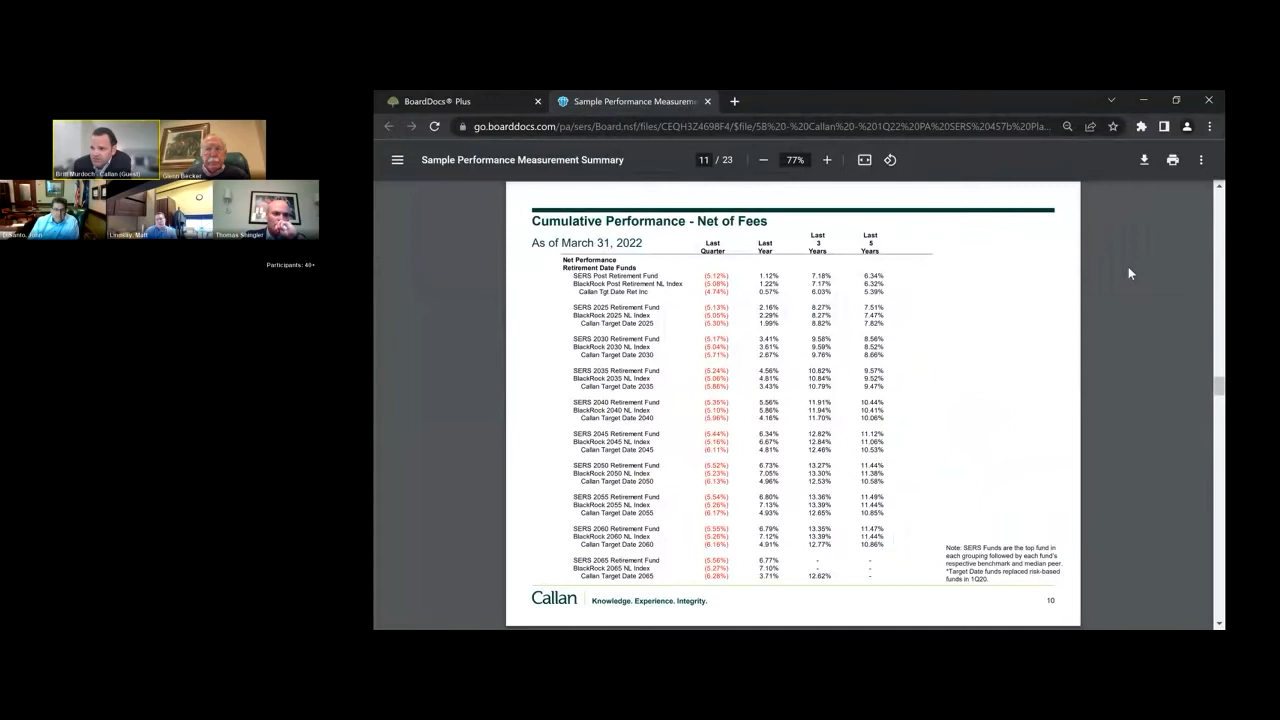 BoardDocs® Plus
Sample Performance Measurem
go.boarddocs.com/pa/sers/Board.nsf/files/CEQH3Z4698F4/$file/5B%20-%20Callan%20-%201Q22%20PA%20SERS%20457b%20Pla...
Sample Performance Measurement Summary
11 / 23
77%
Britt Murdoch - Callan (Guest)
Glenn Becker
DiSanto, John
Lindsay, Matt
Thomas Shingler
Participants: 40+
Cumulative Performance - Net of Fees
As of March 31, 2022
Last Quarter Last Year Last 3 Years Last 5 Years
Net Performance
Retirement Date Funds
SERS Post Retirement Fund (5.12%) 1.12% 7.18% 6.34%
BlackRock Post Retirement NL Index (5.08%) 1.22% 7.17% 6.32%
Callan Tgt Date Ret Inc (4.74%) 0.57% 6.03% 5.39%
SERS 2025 Retirement Fund (5.13%) 2.16% 8.27% 7.51%
BlackRock 2025 NL Index (5.05%) 2.29% 8.27% 7.47%
Callan Target Date 2025 (5.30%) 1.99% 8.82% 7.82%
SERS 2030 Retirement Fund (5.17%) 3.41% 9.58% 8.56%
BlackRock 2030 NL Index (5.04%) 3.61% 9.59% 8.52%
Callan Target Date 2030 (5.71%) 2.67% 9.76% 8.66%
SERS 2035 Retirement Fund (5.24%) 4.56% 10.82% 9.57%
BlackRock 2035 NL Index (5.06%) 4.81% 10.84% 9.52%
Callan Target Date 2035 (5.86%) 3.43% 10.79% 9.47%
SERS 2040 Retirement Fund (5.35%) 5.56% 11.91% 10.44%
BlackRock 2040 NL Index (5.10%) 5.86% 11.94% 10.41%
Callan Target Date 2040 (5.96%) 4.16% 11.70% 10.06%
SERS 2045 Retirement Fund (5.44%) 6.34% 12.82% 11.12%
BlackRock 2045 NL Index (5.16%) 6.67% 12.84% 11.06%
Callan Target Date 2045 (6.11%) 4.81% 12.46% 10.53%
SERS 2050 Retirement Fund (5.52%) 6.73% 13.27% 11.44%
BlackRock 2050 NL Index (5.23%) 7.05% 13.30% 11.38%
Callan Target Date 2050 (6.13%) 4.96% 12.53% 10.58%
SERS 2055 Retirement Fund (5.54%) 6.80% 13.36% 11.49%
BlackRock 2055 NL Index (5.26%) 7.13% 13.39% 11.44%
Callan Target Date 2055 (6.17%) 4.93% 12.65% 10.85%
SERS 2060 Retirement Fund (5.55%) 6.79% 13.35% 11.47%
BlackRock 2060 NL Index (5.26%) 7.12% 13.39% 11.44%
Callan Target Date 2060 (6.16%) 4.91% 12.77% 10.86%
SERS 2065 Retirement Fund (5.56%) 6.77% - -
BlackRock 2065 NL Index (5.27%) 7.10% - -
Callan Target Date 2065 (6.28%) 3.71% 12.62% -
Note: SERS Funds are the top fund in
each grouping followed by each fund's
respective benchmark and median peer.
*Target Date funds replaced risk-based
funds in 1Q20.
Callan Knowledge. Experience. Integrity. 10